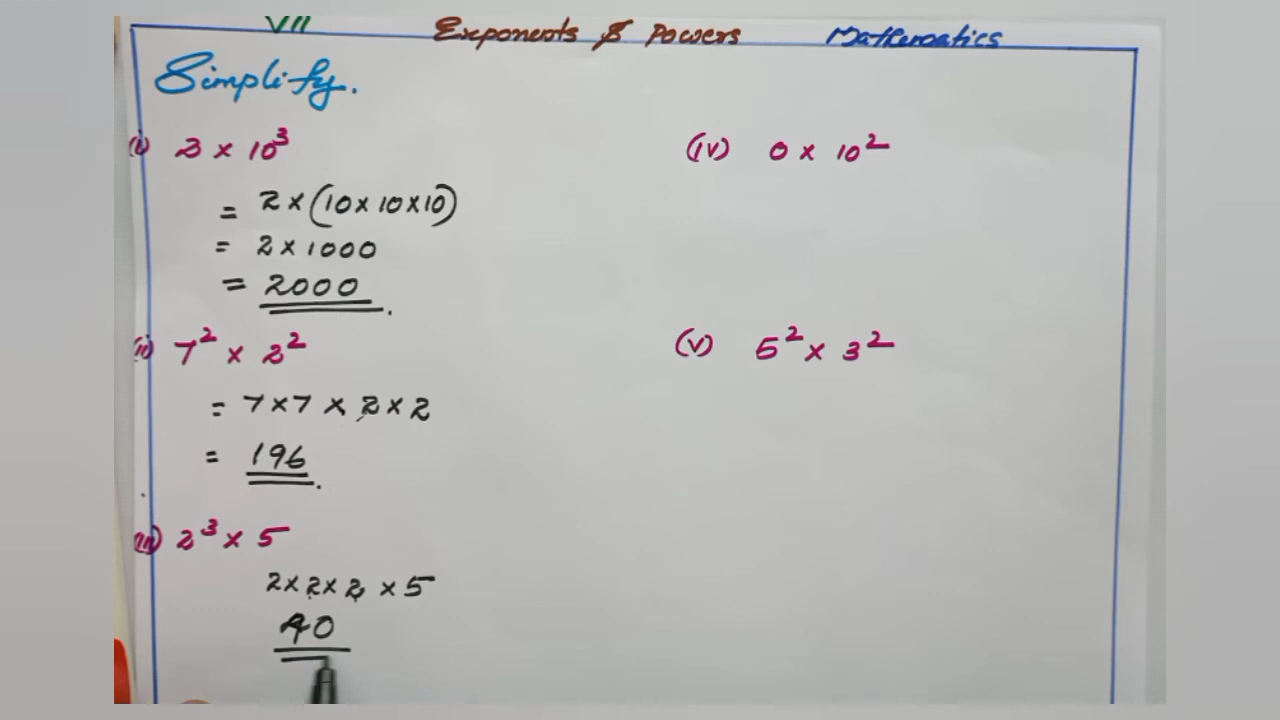 VII Exponents & Powers Mathematics
Simplify.
(i) 2 × 10³
= 2 × (10 × 10 × 10)
= 2 × 1000
= 2000.
(ii) 7² × 2²
= 7 × 7 × 2 × 2
= 196.
(iii) 2³ × 5
2 × 2 × 2 × 5
40
(iv) 0 × 10²
(v) 5² × 3²